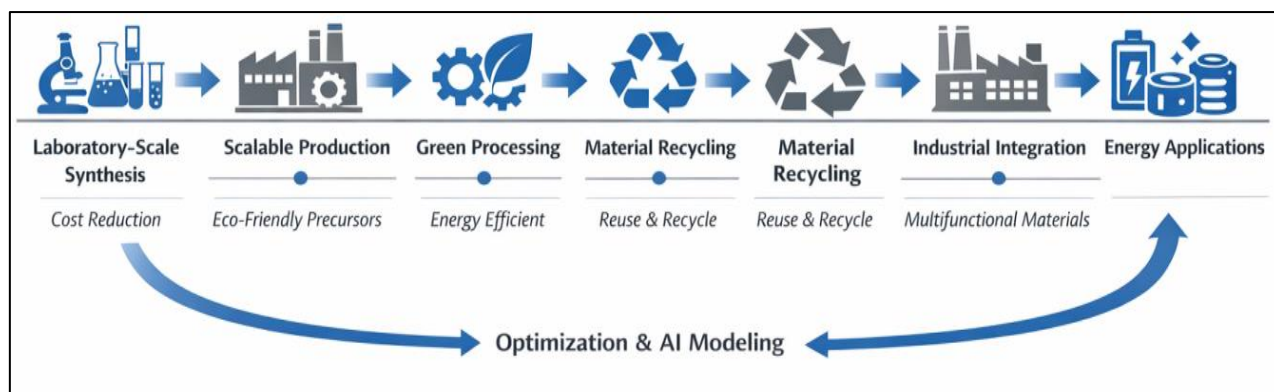 Laboratory-Scale
Synthesis
Cost Reduction
Scalable Production
Eco-Friendly Precursors
Green Processing
Energy Efficient
Material Recycling
Reuse & Recycle
Material
Recycling
Reuse & Recycle
Industrial Integration
Multifunctional Materials
Energy Applications
Optimization & AI Modeling